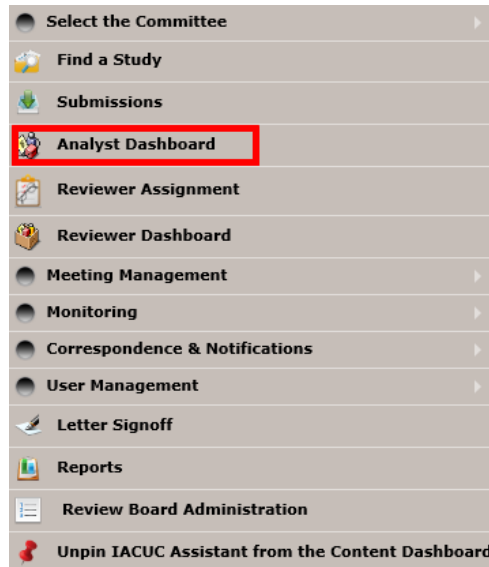 Select the Committee
Find a Study
Submissions
Analyst Dashboard
Reviewer Assignment
Reviewer Dashboard
Meeting Management
Monitoring
Correspondence & Notifications
User Management
Letter Signoff
Reports
Review Board Administration
Unpin IACUC Assistant from the Content Dashboard